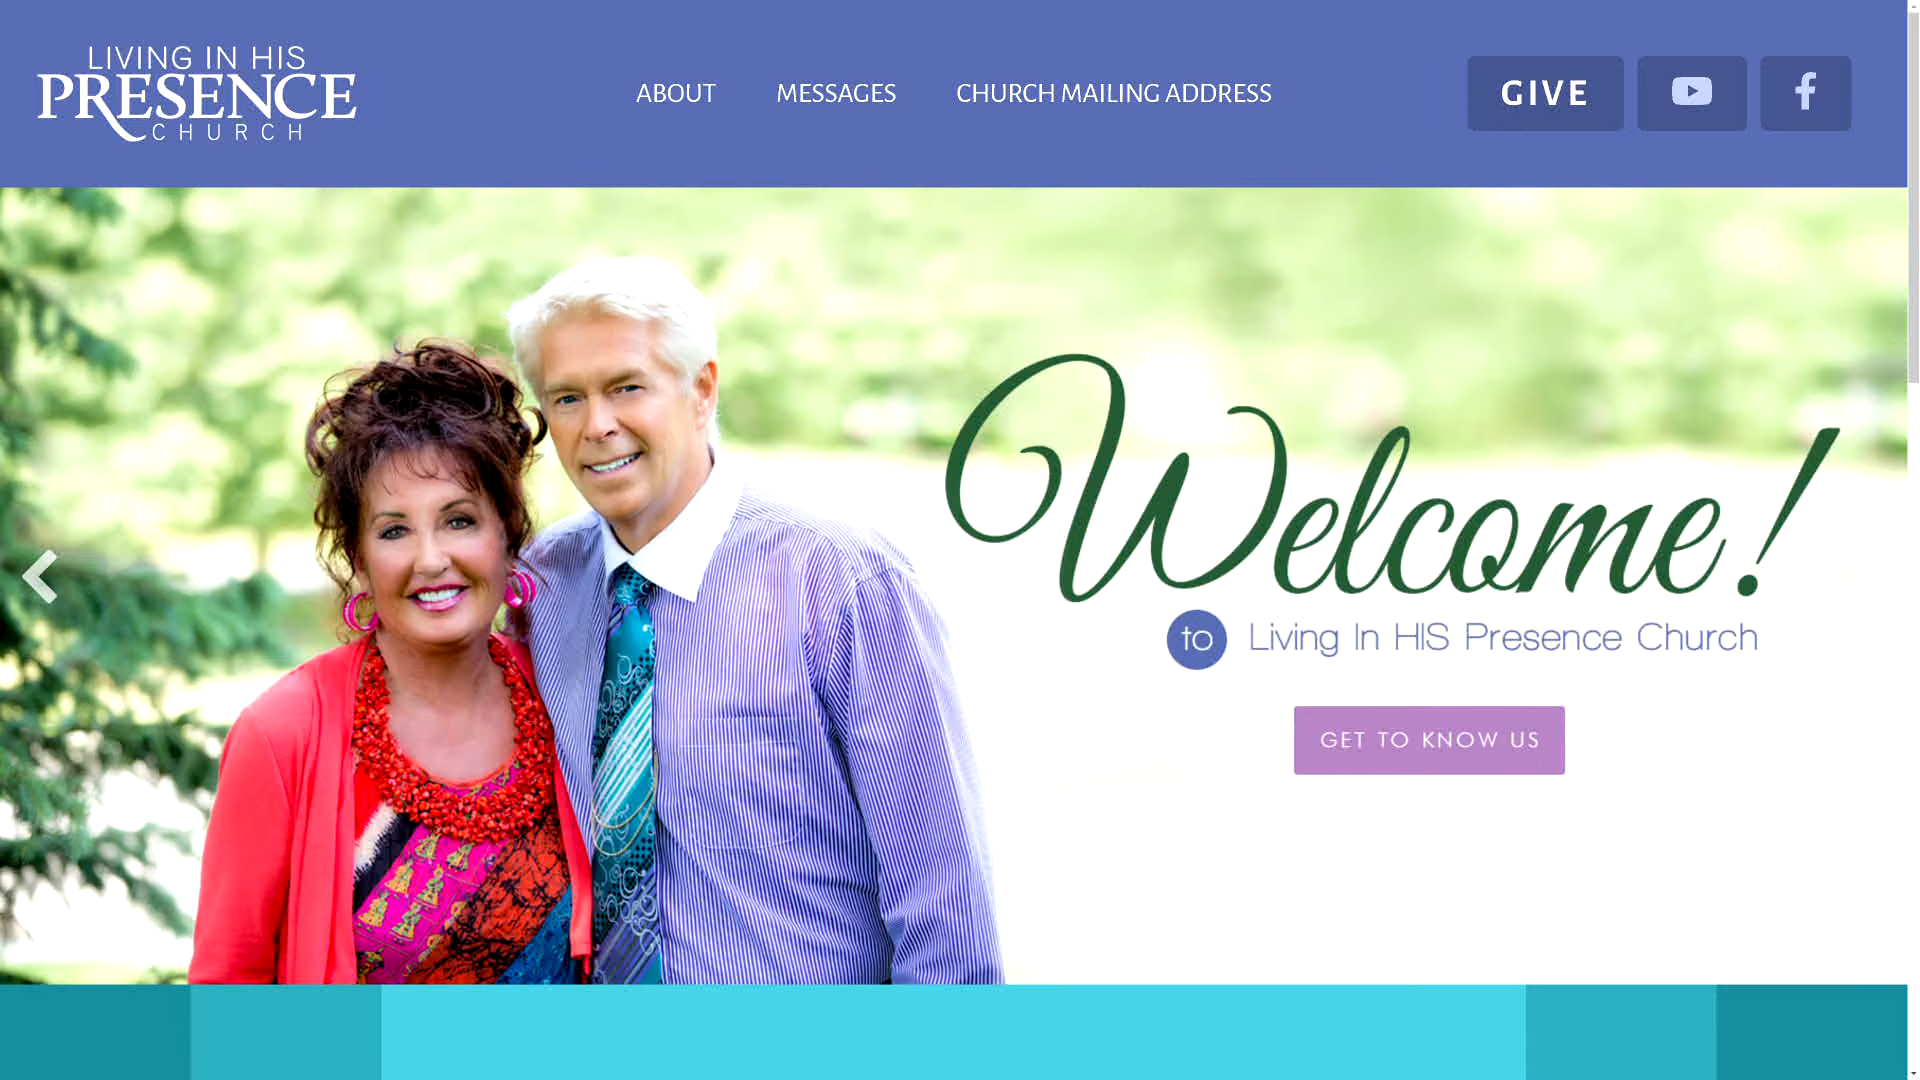 LIVING IN HIS
PRESENCE
CHURCH
ABOUT
MESSAGES
CHURCH MAILING ADDRESS
GIVE
Welcome!
to Living In HIS Presence Church
GET TO KNOW US